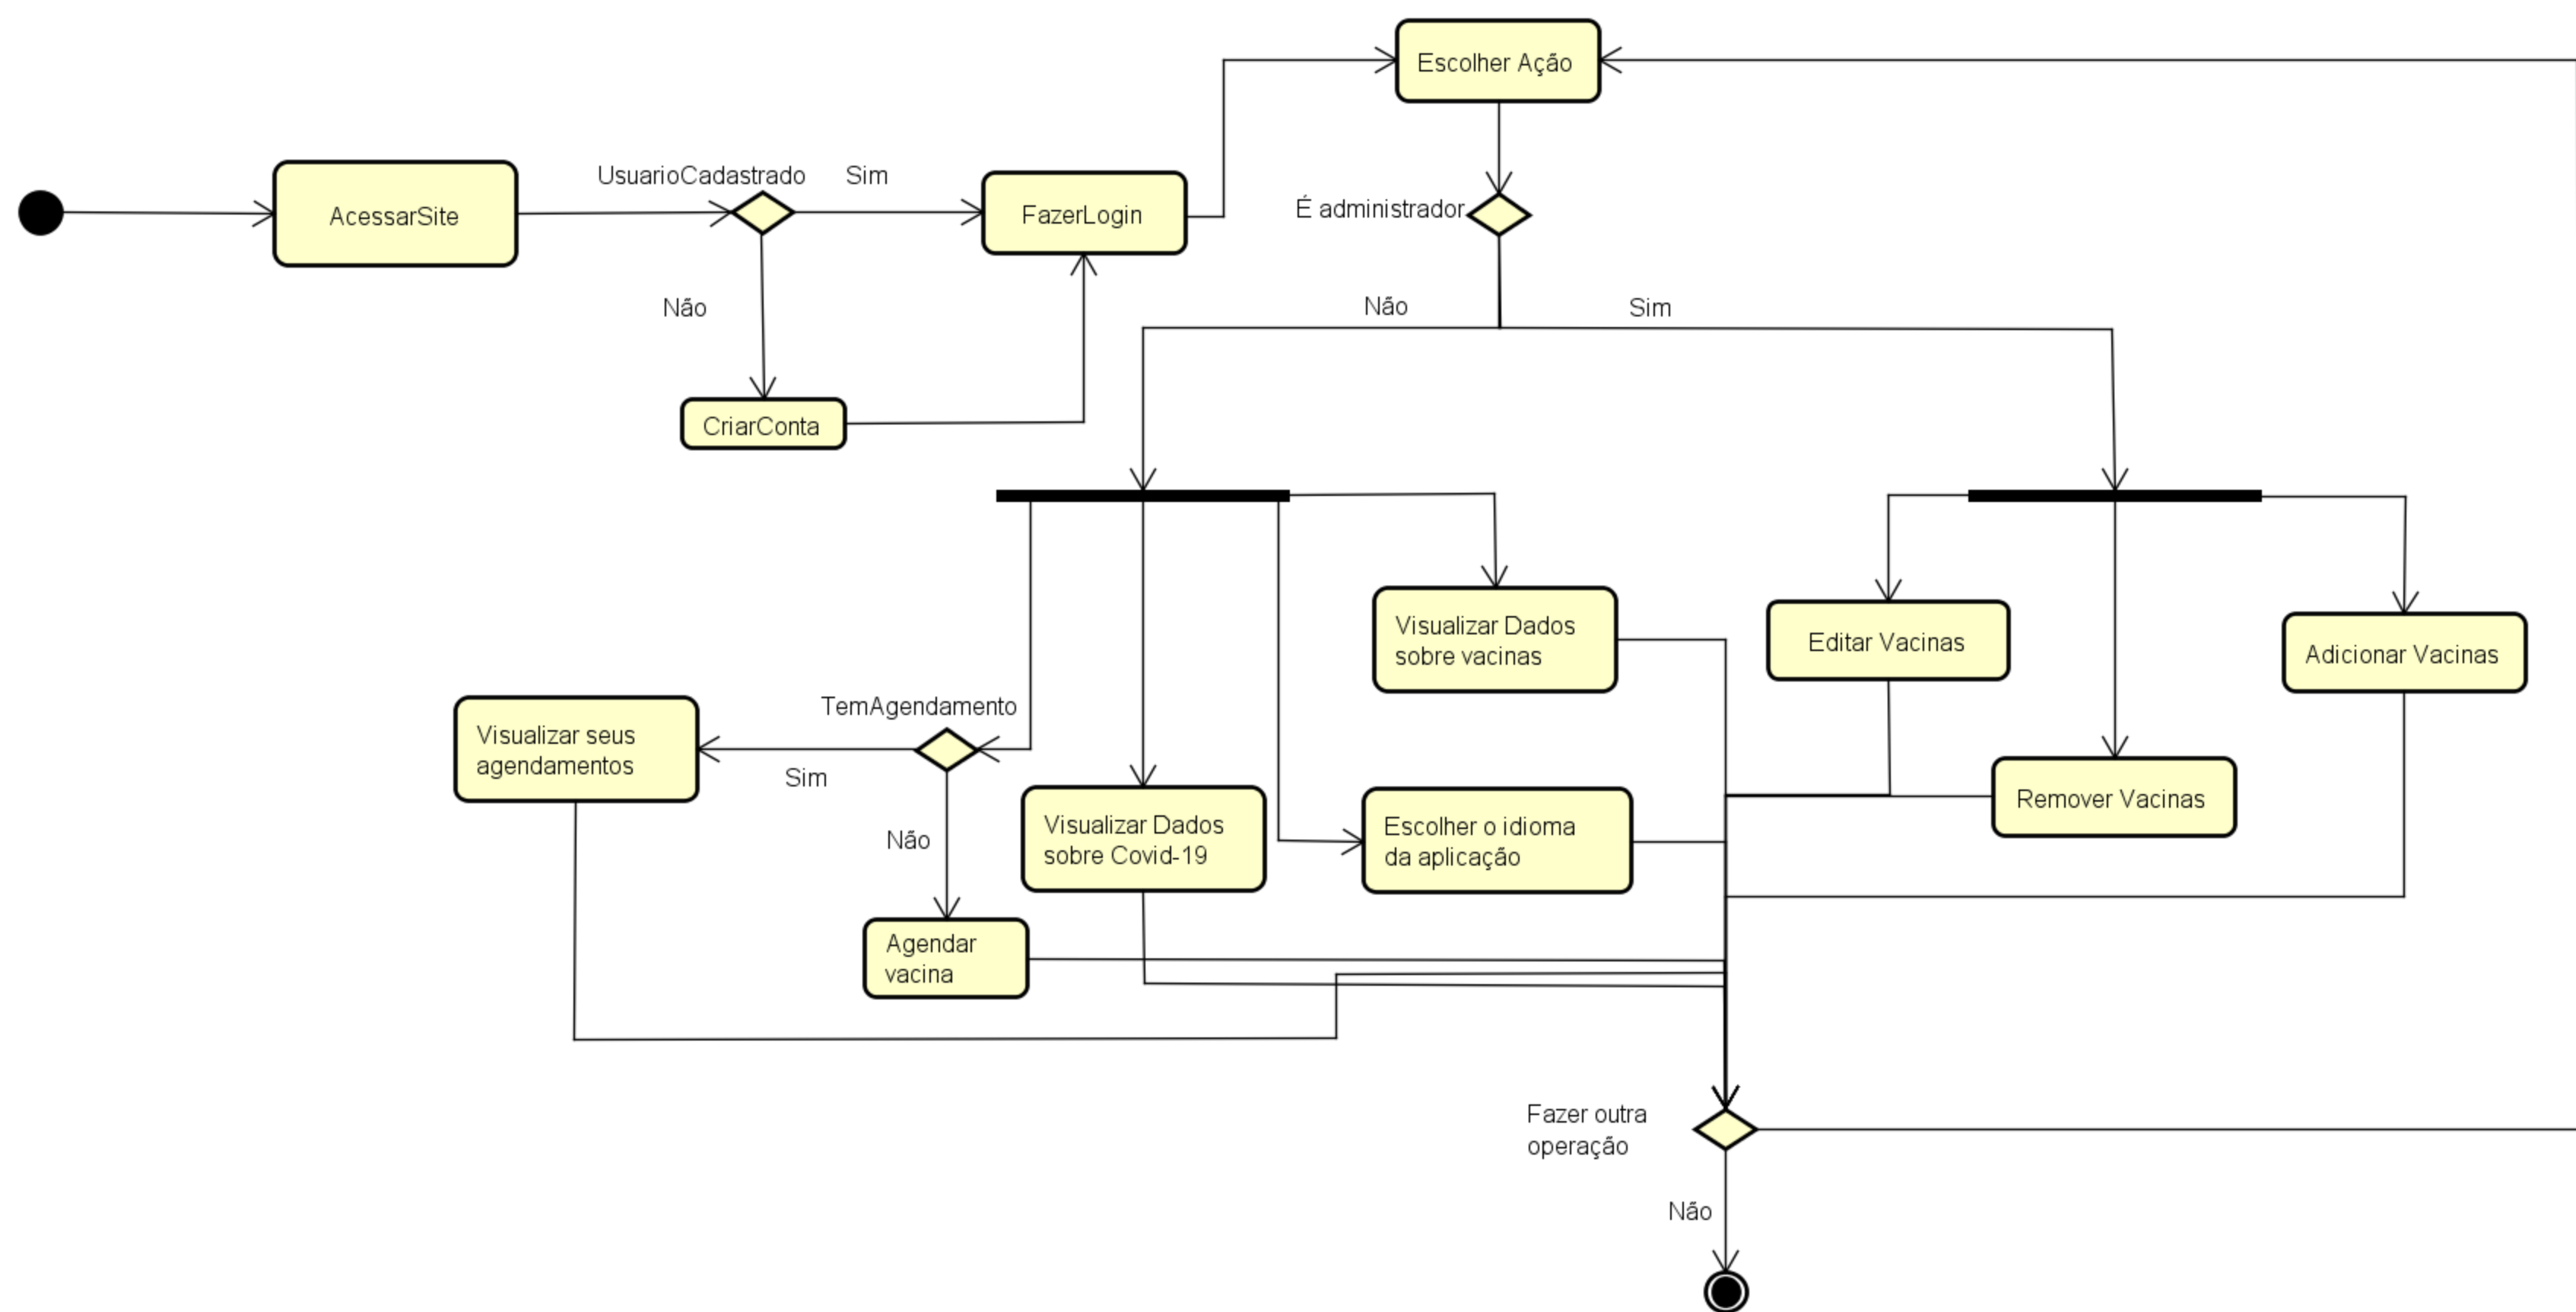 Escolher Ação
UsuarioCadastrado
Sim
AcessarSite
FazerLogin
É administrador
Não
Não
Sim
CriarConta
Visualizar Dados
sobre vacinas
Editar Vacinas
Adicionar Vacinas
TemAgendamento
Visualizar seus
agendamentos
Sim
Remover Vacinas
Não
Visualizar Dados
sobre Covid-19
Escolher o idioma
da aplicação
Agendar
vacina
Fazer outra
operação
Não